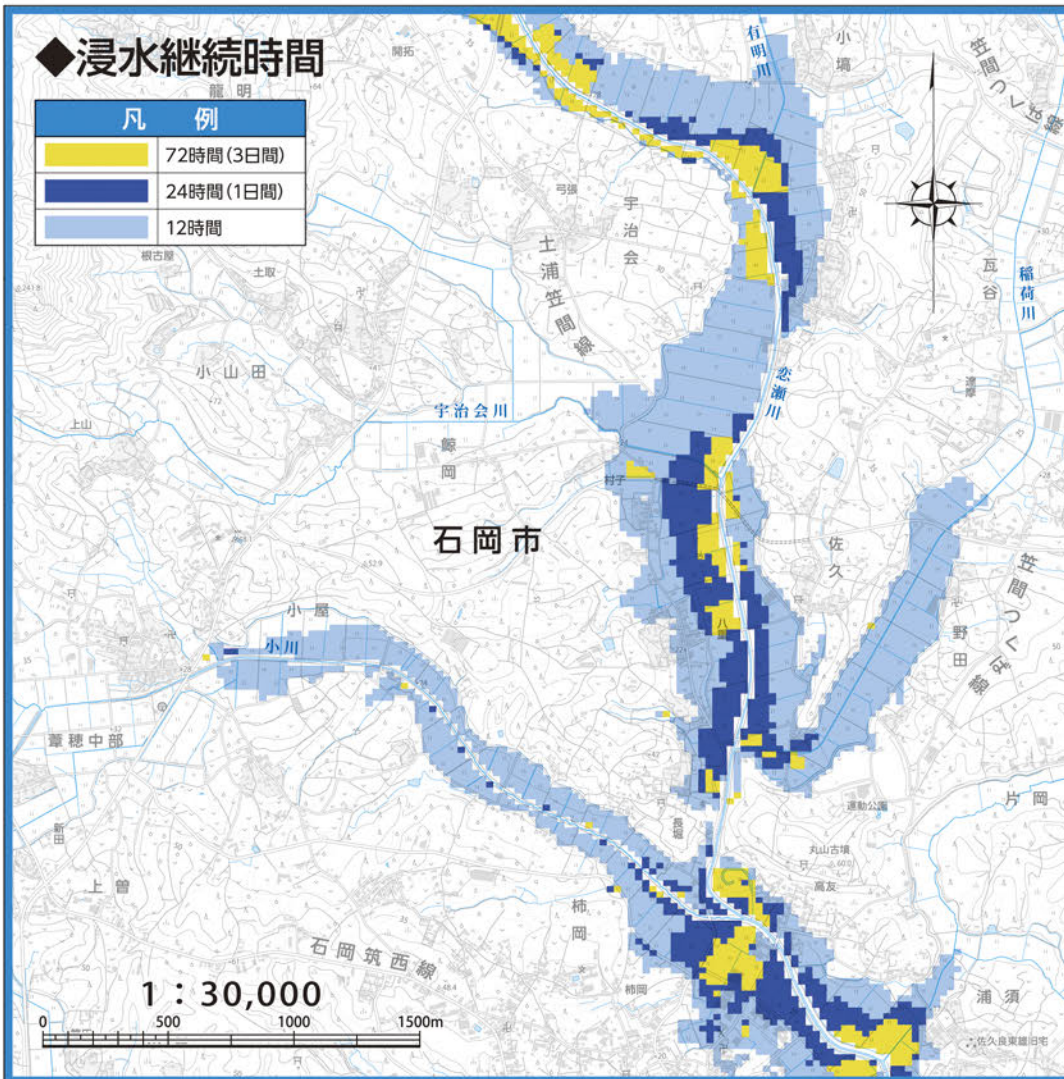 ◆浸水継続時間
凡 例
72時間(3日間)
24時間(1日間)
12時間
開拓
龍明
有明川
小塙
笠間つくば線
弓張
宇治会
土浦笠間線
根古屋
土取
瓦谷
稲荷川
小山田
恋瀬川
達摩
上山
宇治会川
鯨岡
村子
石岡市
佐久
笠間つくば線
小屋
小川
八重
野田
葦穂中部
運動公園
片岡
新田
長堀
丸山古墳
高友
上曽
柿岡
石岡筑西線
柿岡
浦須
佐久良東雄旧宅
1:30,000
0 500 1000 1500m